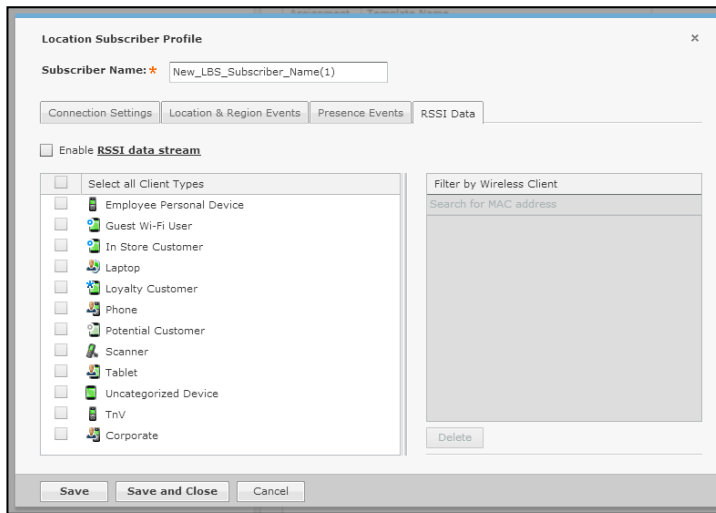 Assignment Template Name
Location Subscriber Profile
×
Subscriber Name: * New_LBS_Subscriber_Name(1)
Connection Settings
Location & Region Events
Presence Events
RSSI Data
Enable RSSI data stream
Select all Client Types
Employee Personal Device
Guest Wi-Fi User
In Store Customer
Laptop
Loyalty Customer
Phone
Potential Customer
Scanner
Tablet
Uncategorized Device
TnV
Corporate
Filter by Wireless Client
Search for MAC address
Delete
Save
Save and Close
Cancel